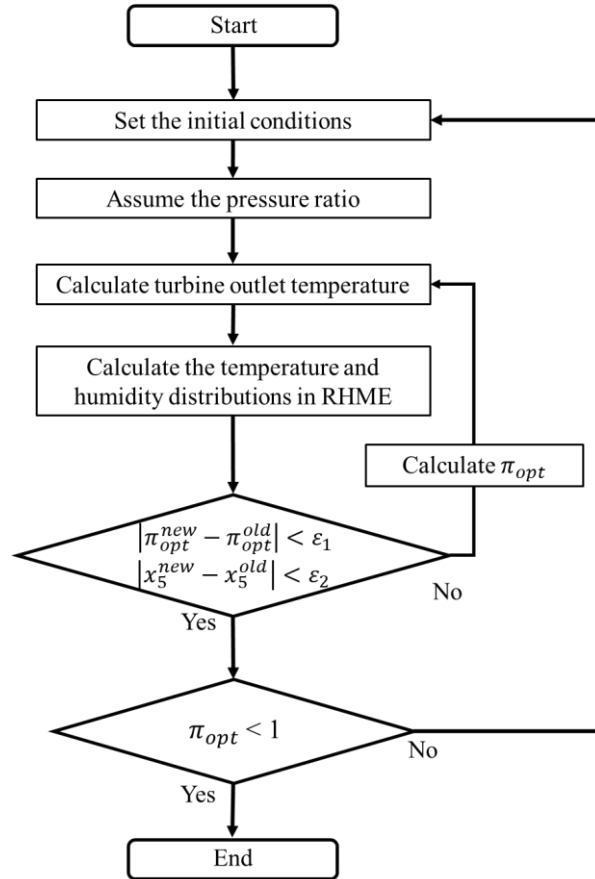 Start
Set the initial conditions
Assume the pressure ratio
Calculate turbine outlet temperature
Calculate the temperature and
humidity distributions in RHME
Calculate π_opt
|π_opt^new − π_opt^old| < ε_1
|x_5^new − x_5^old| < ε_2
No
Yes
π_opt < 1
No
Yes
End